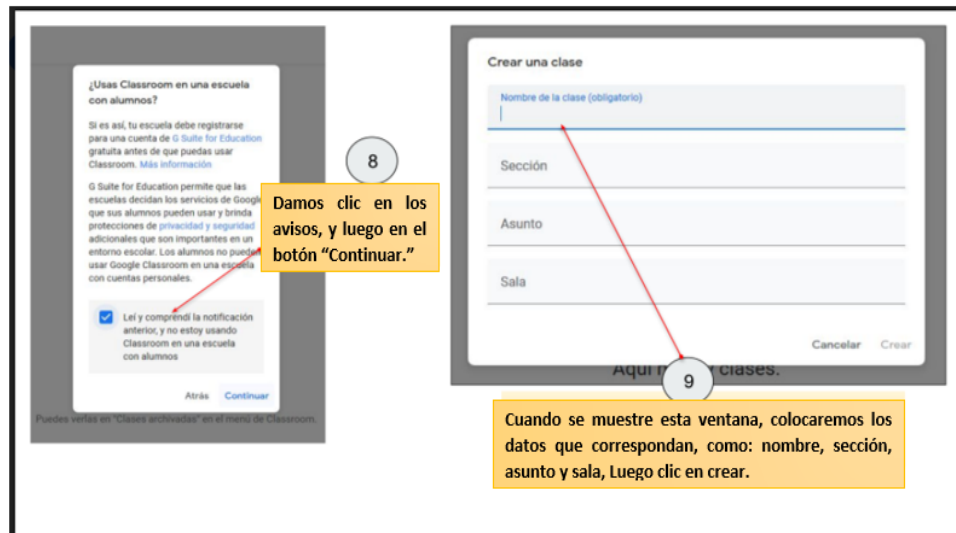 ¿Usas Classroom en una escuela
con alumnos?
Si es así, tu escuela debe registrarse
para una cuenta de G Suite for Education
gratuita antes de que puedas usar
Classroom. Más información
G Suite for Education permite que las
escuelas decidan los servicios de Google
que sus alumnos pueden usar y brinda
protecciones de privacidad y seguridad
adicionales que son importantes en un
entorno escolar. Los alumnos no pueden
usar Google Classroom en una escuela
con cuentas personales.
Leí y comprendí la notificación
anterior, y no estoy usando
Classroom en una escuela
con alumnos
Atrás Continuar
Puedes verlas en "Clases archivadas" en el menú de Classroom.
8
Damos clic en los
avisos, y luego en el
botón “Continuar.”
Crear una clase
Nombre de la clase (obligatorio)
Sección
Asunto
Sala
Cancelar Crear
Aquí clases.
9
Cuando se muestre esta ventana, colocaremos los
datos que correspondan, como: nombre, sección,
asunto y sala, Luego clic en crear.